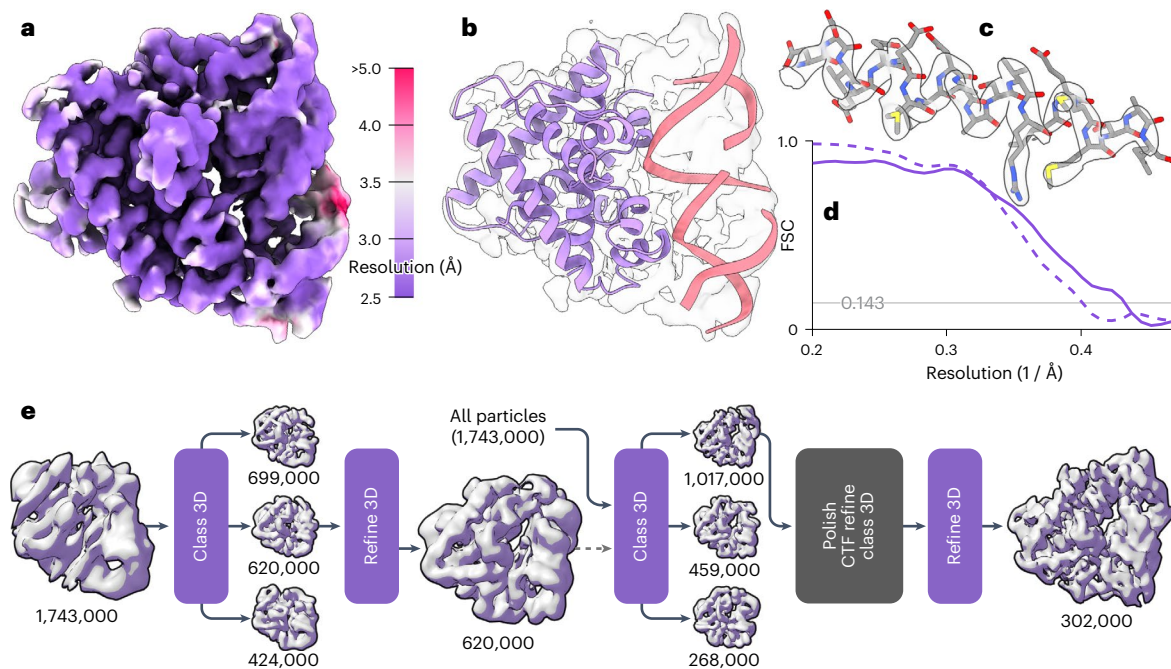 a
>5.0
4.0
3.5
3.0
Resolution (Å)
2.5
b
c
1.0
d
FSC
0.143
0
0.2
0.3
0.4
Resolution (1 / Å)
e
1,743,000
Class 3D
699,000
620,000
424,000
Refine 3D
All particles
(1,743,000)
620,000
Class 3D
1,017,000
459,000
268,000
Polish
CTF refine
class 3D
Refine 3D
302,000